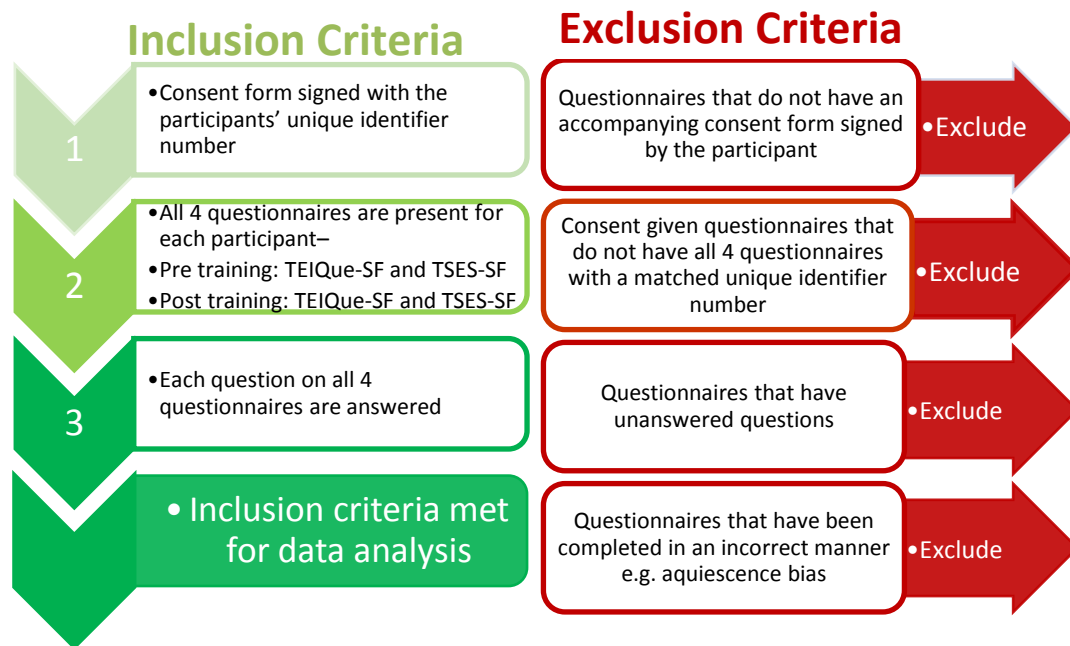 Inclusion Criteria
Exclusion Criteria
1
•Consent form signed with the
participants’ unique identifier
number
Questionnaires that do not have an
accompanying consent form signed
by the participant
•Exclude
2
•All 4 questionnaires are present for
each participant–
•Pre training: TEIQue-SF and TSES-SF
•Post training: TEIQue-SF and TSES-SF
Consent given questionnaires that
do not have all 4 questionnaires
with a matched unique identifier
number
•Exclude
3
•Each question on all 4
questionnaires are answered
Questionnaires that have
unanswered questions
•Exclude
• Inclusion criteria met
for data analysis
Questionnaires that have been
completed in an incorrect manner
e.g. aquiescence bias
•Exclude